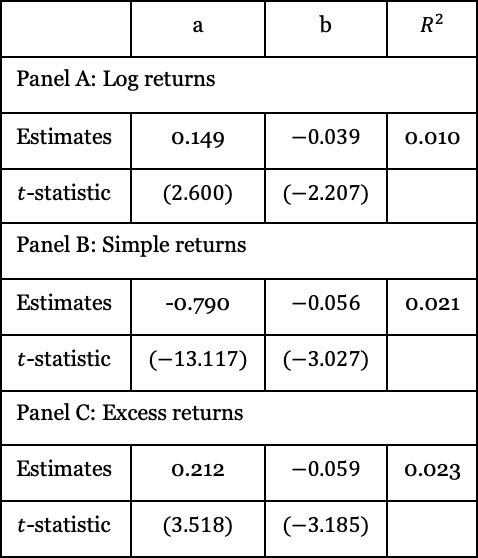 a b R²
Panel A: Log returns
Estimates 0.149 −0.039 0.010
t-statistic (2.600) (−2.207)
Panel B: Simple returns
Estimates -0.790 −0.056 0.021
t-statistic (−13.117) (−3.027)
Panel C: Excess returns
Estimates 0.212 −0.059 0.023
t-statistic (3.518) (−3.185)